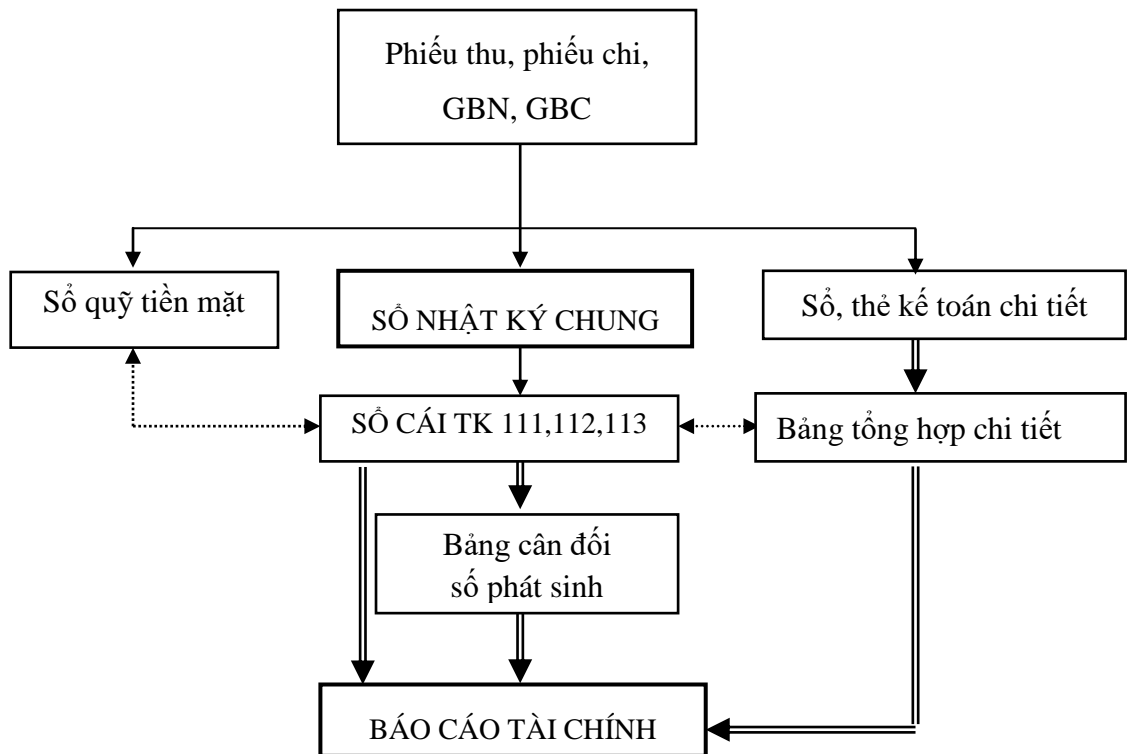 Phiếu thu, phiếu chi,
GBN, GBC
Sổ quỹ tiền mặt
SỔ NHẬT KÝ CHUNG
Sổ, thẻ kế toán chi tiết
SỔ CÁI TK 111,112,113
Bảng tổng hợp chi tiết
Bảng cân đối
số phát sinh
BÁO CÁO TÀI CHÍNH